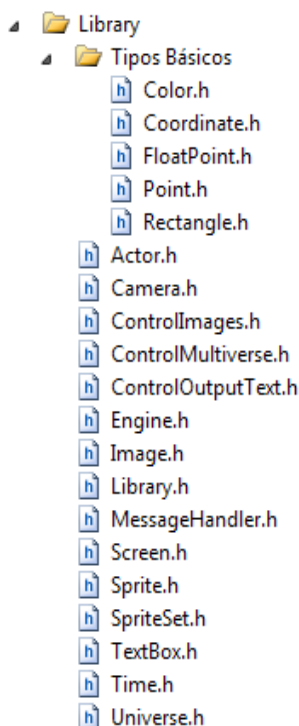 Library
Tipos Básicos
Color.h
Coordinate.h
FloatPoint.h
Point.h
Rectangle.h
Actor.h
Camera.h
ControlImages.h
ControlMultiverse.h
ControlOutputText.h
Engine.h
Image.h
Library.h
MessageHandler.h
Screen.h
Sprite.h
SpriteSet.h
TextBox.h
Time.h
Universe.h